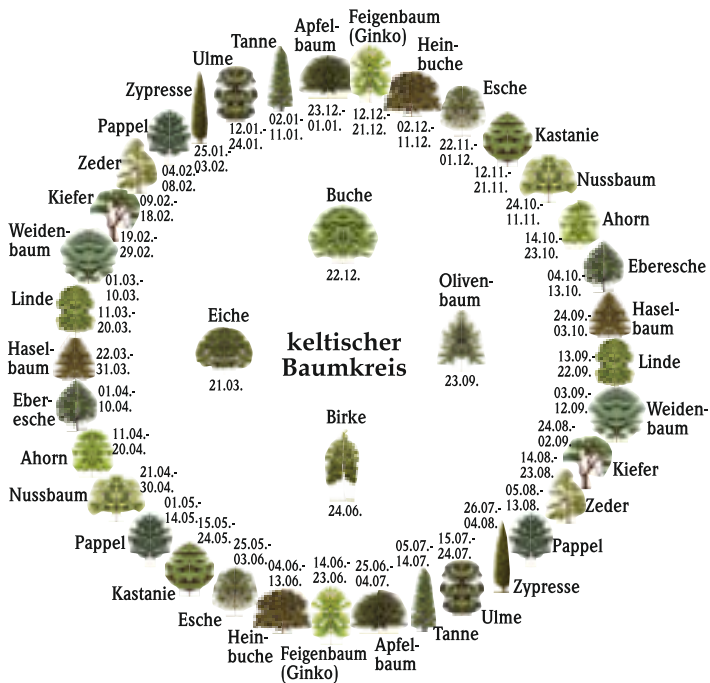 Feigenbaum
(Ginko)
12.12.-
21.12.
Hein-
buche
02.12.-
11.12.
Esche
22.11.-
01.12.
Kastanie
12.11.-
21.11.
Nussbaum
24.10.-
11.11.
Ahorn
14.10.-
23.10.
Eberesche
04.10.-
13.10.
Hasel-
baum
24.09.-
03.10.
Linde
13.09.-
22.09.
Weiden-
baum
03.09.-
12.09.
Kiefer
24.08.-
02.09.
Zeder
14.08.-
23.08.
Pappel
05.08.-
13.08.
Zypresse
26.07.-
04.08.
Ulme
15.07.-
24.07.
Tanne
05.07.-
14.07.
Apfel-
baum
25.06.-
04.07.
Feigenbaum
(Ginko)
14.06.-
23.06.
Hein-
buche
04.06.-
13.06.
Esche
25.05.-
03.06.
Kastanie
15.05.-
24.05.
Pappel
01.05.-
14.05.
Nussbaum
21.04.-
30.04.
Ahorn
11.04.-
20.04.
Eber-
esche
01.04.-
10.04.
Hasel-
baum
22.03.-
31.03.
Linde
11.03.-
20.03.
Weiden-
baum
01.03.-
10.03.
Kiefer
19.02.-
29.02.
Zeder
09.02.-
18.02.
Pappel
04.02.-
08.02.
Zypresse
25.01.-
03.02.
Ulme
12.01.-
24.01.
Tanne
02.01-
11.01.
Apfel-
baum
23.12.-
01.01.
Buche
22.12.
Oliven-
baum
23.09.
Eiche
21.03.
keltischer
Baumkreis
Birke
24.06.